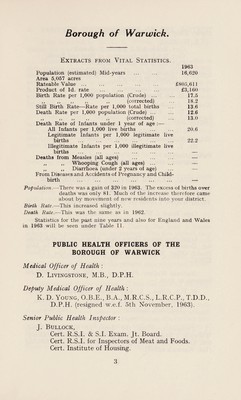 Borough of Warwick.
EXTRACTS FROM VITAL STATISTICS.
1963
Population (estimated) Mid-years ... 16,620
Area 5,057 acres
Rateable Value ... ... ... ... £865,611
Product of 1d. rate ... ... ... £3,160
Birth Rate per 1,000 population (Crude) ... 17.5
„ „ (corrected) 18.2
Still Birth Rate—Rate per 1,000 total births ... 13.6
Death Rate per 1,000 population (Crude) ... 12.6
„ „ (corrected) 13.0
Death Rate of Infants under 1 year of age :—
All Infants per 1,000 live births ... 20.6
Legitimate Infants per 1,000 legitimate live
births ... ... ... ... 22.2
Illegitimate Infants per 1,000 illegitimate live
births ... ... ... ... —
Deaths from Measles (all ages) ... ... —
„ „ Whooping Cough (all ages) ... —
„ „ Diarrhoea (under 2 years of age) —
From Diseases and Accidents of Pregnancy and Child-
birth ... ... ... ... —
Population.—There was a gain of 320 in 1963. The excess of births over
deaths was only 81. Much of the increase therefore came
about by movement of new residents into your district.
Birth Rate.—This increased slightly.
Death Rate.—This was the same as in 1962.
Statistics for the past nine years and also for England and Wales
in 1963 will be seen under Table 11.
PUBLIC HEALTH OFFICERS OF THE
BOROUGH OF WARWICK
Medical Officer of Health:
D. LIVINGSTONE, M.B., D.P.H.
Deputy Medical Officer of Health:
K. D. YOUNG, O.B.E., B.A., M.R.C.S., L.R.C.P., T.D.D.,
D.P.H. (resigned w.e.f. 5th November, 1963).
Senior Public Health Inspector:
J. BULLOCK,
Cert. R.S.I. & S.I. Exam. Jt. Board.
Cert. R.S.I. for Inspectors of Meat and Foods.
Cert. Institute of Housing.
3